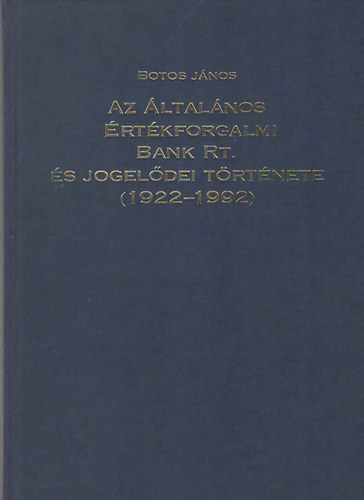 Botos János
Az Általános
Értékforgalmi
Bank Rt.
és jogelődei története
(1922–1992)